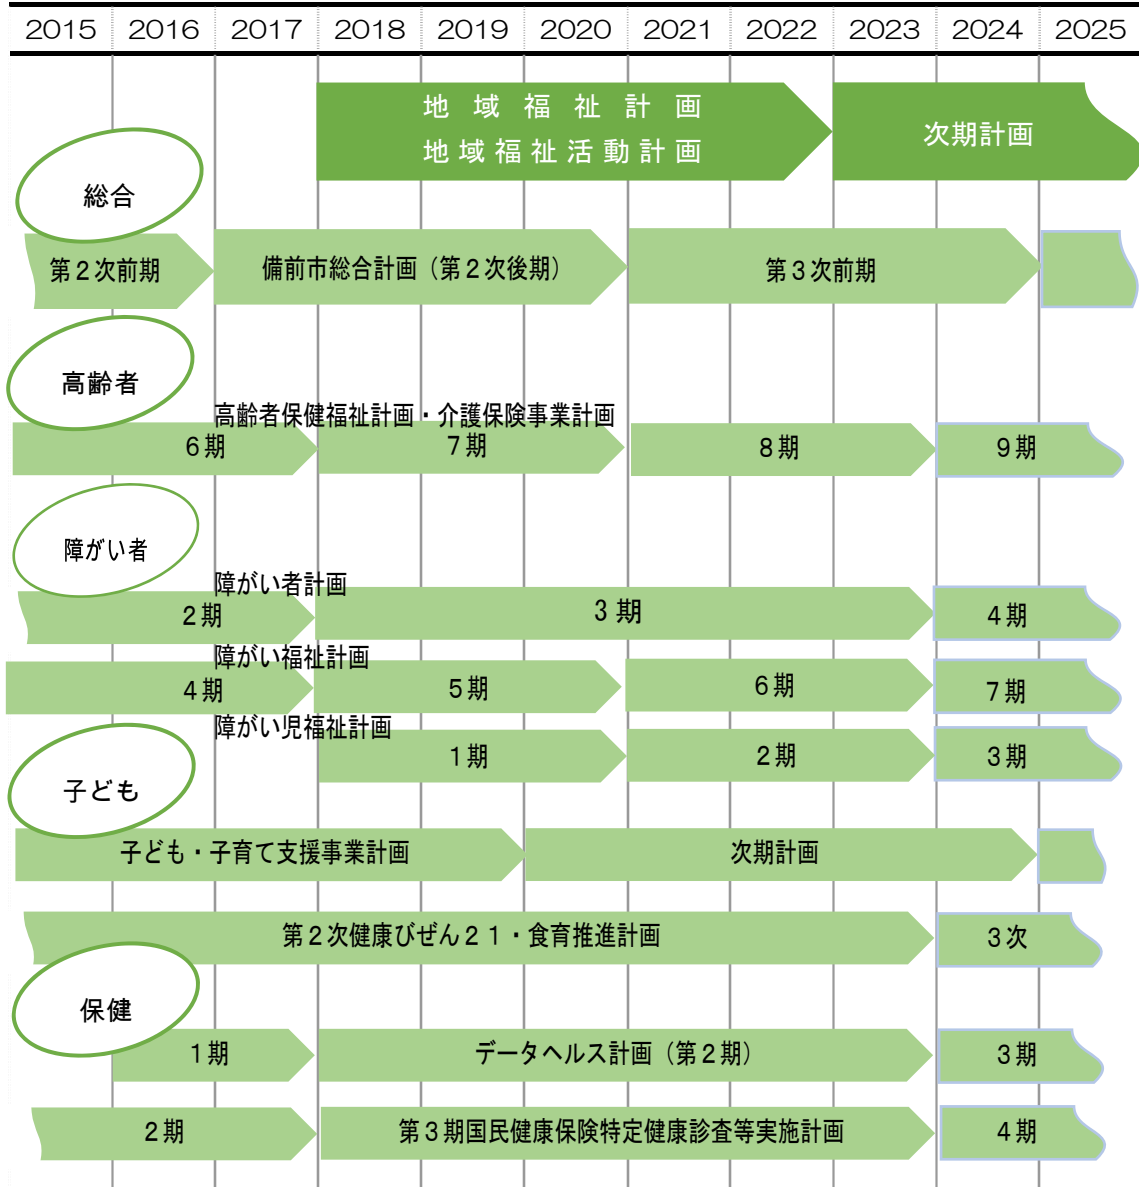 2015 2016 2017 2018 2019 2020 2021 2022 2023 2024 2025
地域福祉計画
地域福祉活動計画
次期計画
総合
第２次前期 備前市総合計画（第２次後期） 第３次前期
高齢者
高齢者保健福祉計画・介護保険事業計画
６期 ７期 ８期 ９期
障がい者
障がい者計画
２期 ３期 ４期
障がい福祉計画
４期 ５期 ６期 ７期
障がい児福祉計画
１期 ２期 ３期
子ども
子ども・子育て支援事業計画 次期計画
第２次健康びぜん２１・食育推進計画 ３次
保健
１期 データヘルス計画（第２期） ３期
２期 第３期国民健康保険特定健康診査等実施計画 ４期